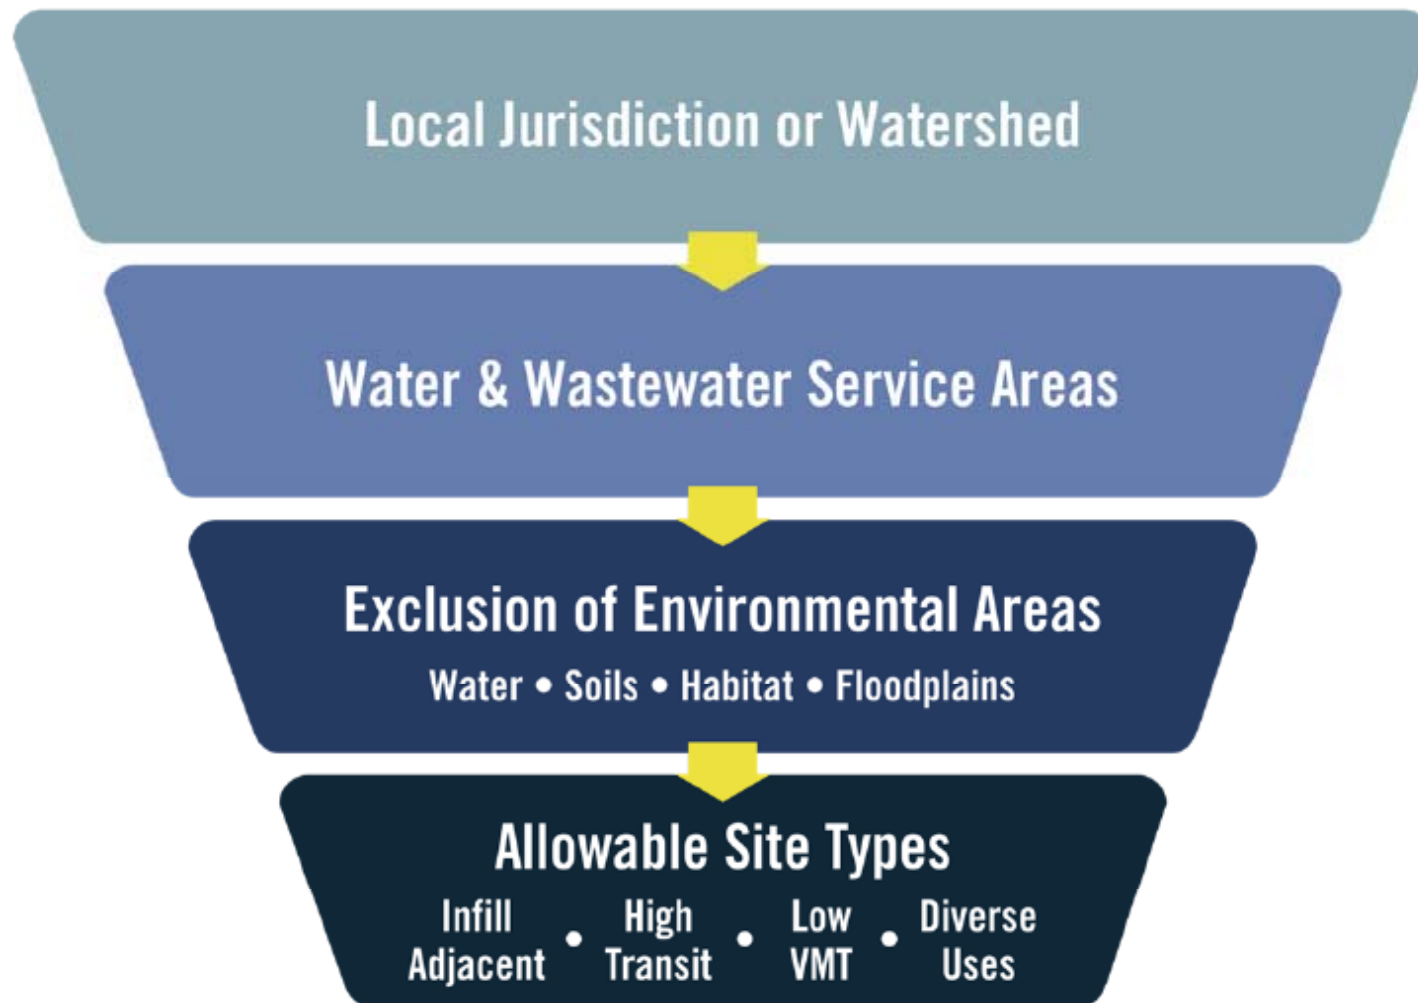 Local Jurisdiction or Watershed
Water & Wastewater Service Areas
Exclusion of Environmental Areas
Water • Soils • Habitat • Floodplains
Allowable Site Types
Infill Adjacent • High Transit • Low VMT • Diverse Uses